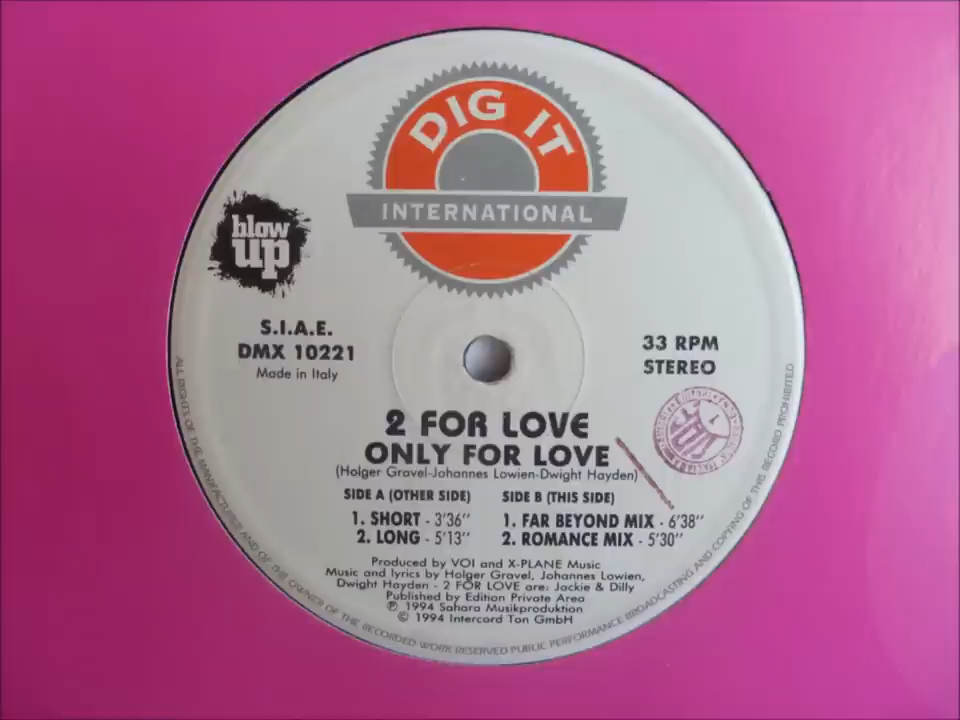 DIG IT
INTERNATIONAL
blow
up
S.I.A.E.
DMX 10221
Made in Italy
33 RPM
STEREO
2 FOR LOVE
ONLY FOR LOVE
(Holger Gravel-Johannes Lowien-Dwight Hayden)
SIDE A (OTHER SIDE)
1. SHORT - 3'36"
2. LONG - 5'13"
SIDE B (THIS SIDE)
1. FAR BEYOND MIX - 6'38"
2. ROMANCE MIX - 5'30"
Produced by VOI and X-PLANE Music
Music and lyrics by Holger Gravel, Johannes Lowien,
Dwight Hayden - 2 FOR LOVE are: Jackie & Dilly
Published by Edition Private Area
℗ 1994 Sahara Musikproduktion
© 1994 Intercord Ton GmbH
ALL RIGHTS OF THE MANUFACTURER AND OF THE OWNER OF THE RECORDED WORK RESERVED PUBLIC PERFORMANCE BROADCASTING AND COPYING OF THIS RECORD PROHIBITED